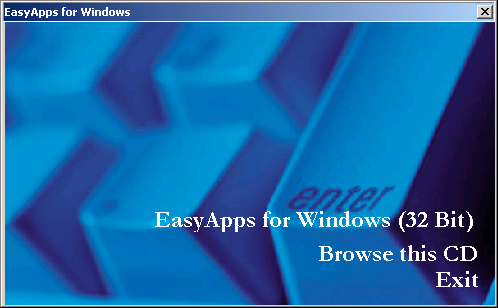 EasyApps for Windows
enter
EasyApps for Windows (32 Bit)
Browse this CD
Exit